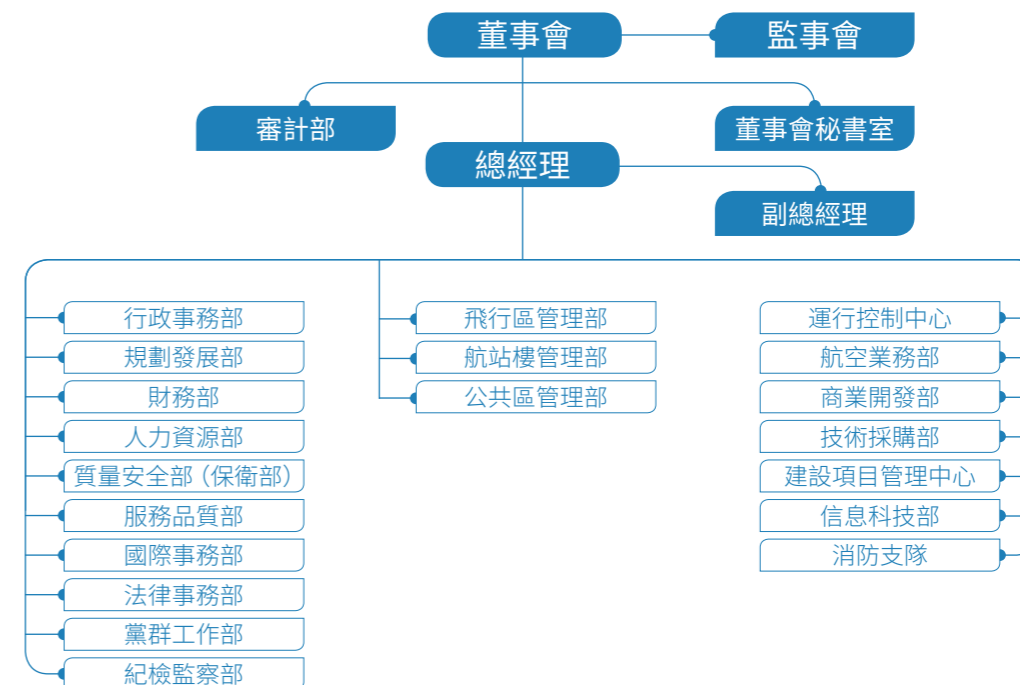 董事會
監事會
審計部
董事會秘書室
總經理
副總經理
行政事務部
規劃發展部
財務部
人力資源部
質量安全部（保衛部）
服務品質部
國際事務部
法律事務部
黨群工作部
紀檢監察部
飛行區管理部
航站樓管理部
公共區管理部
運行控制中心
航空業務部
商業開發部
技術採購部
建設項目管理中心
信息科技部
消防支隊